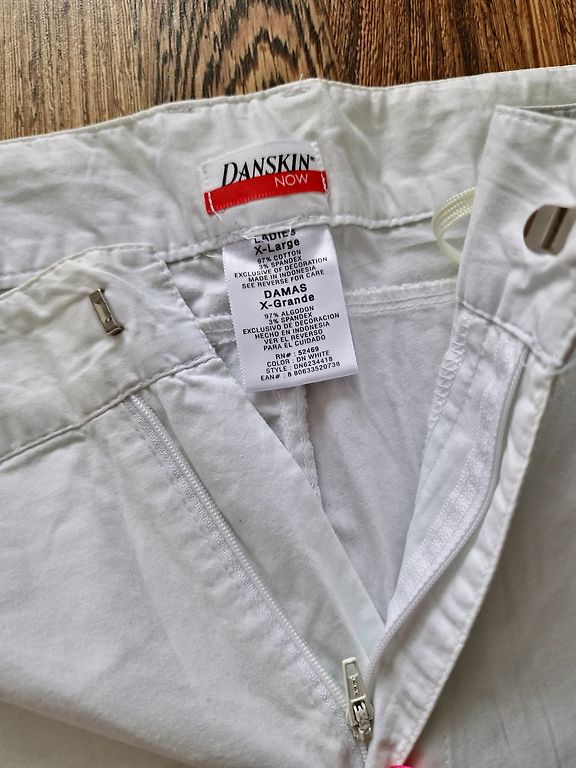 DANSKIN®
NOW
LADIES
X-Large
97% COTTON
3% SPANDEX
EXCLUSIVE OF DECORATION
MADE IN INDONESIA
SEE REVERSE FOR CARE
DAMAS
X-Grande
97% ALGODON
3% SPANDEX
EXCLUSIVO DE DECORACION
HECHO EN INDONESIA
VER EL REVERSO
PARA EL CUIDADO
RN# : 52469
COLOR : DN WHITE
STYLE : DN6234418
EAN# : 8 80633520738